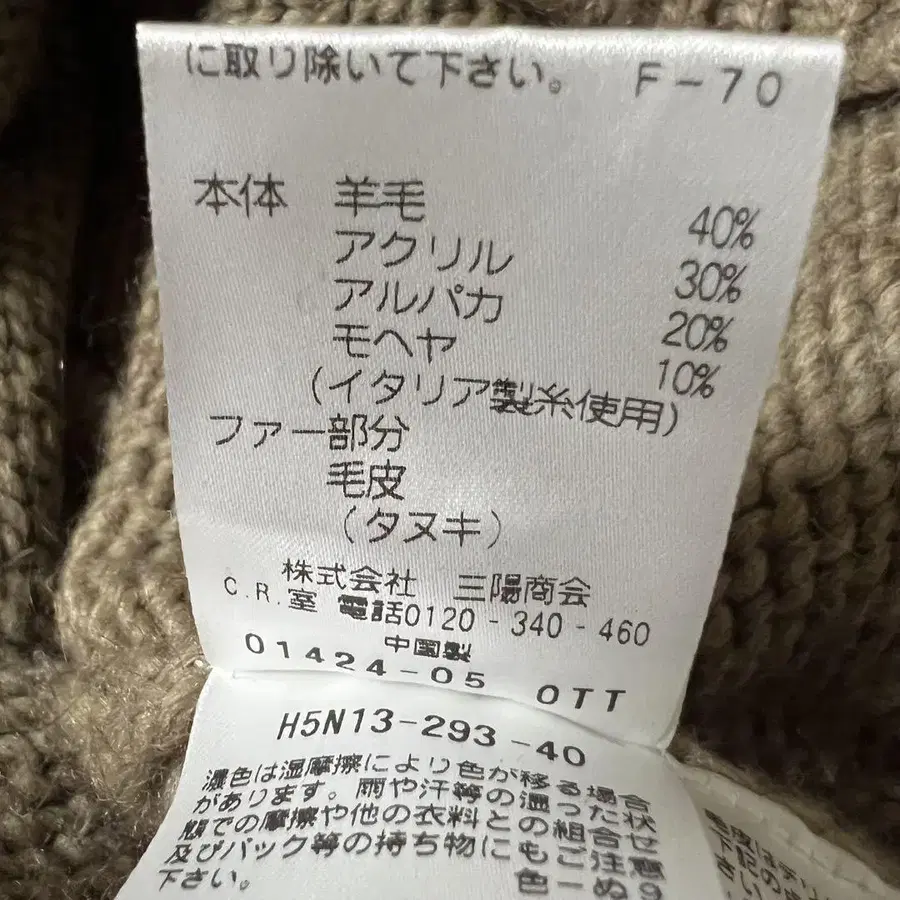 に取り除いて下さい。 F-70
本体 羊毛 40%
アクリル 30%
アルパカ 20%
モヘヤ 10%
(イタリア製糸使用)
ファー部分
毛皮
(タヌキ)
株式会社 三陽商会
C.R.室 電話0120-340-460
中国製
01424-05 OTT
H5N13-293-40
濃色は湿摩擦により色が移る場合
があります。雨や汗等の湿った状
態での摩擦や他の衣料との組合せ
及びバック等の持ち物にもご注意
下さい。